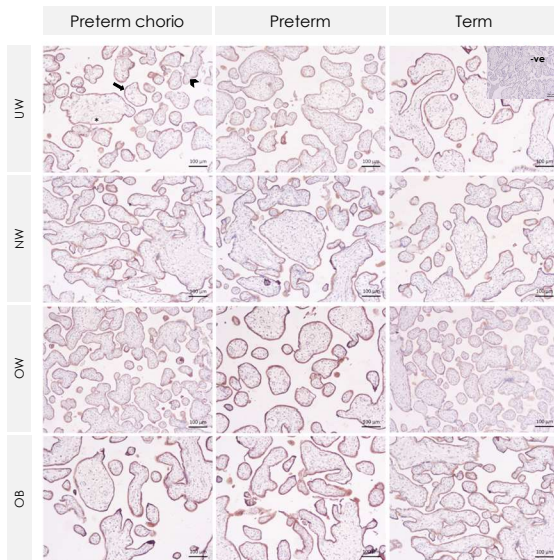 Preterm chorio Preterm Term
UW
-ve
100 µm 100 µm 100 µm
NW
100 µm 100 µm 100 µm
OW
100 µm 100 µm 100 µm
OB
100 µm 100 µm 100 µm